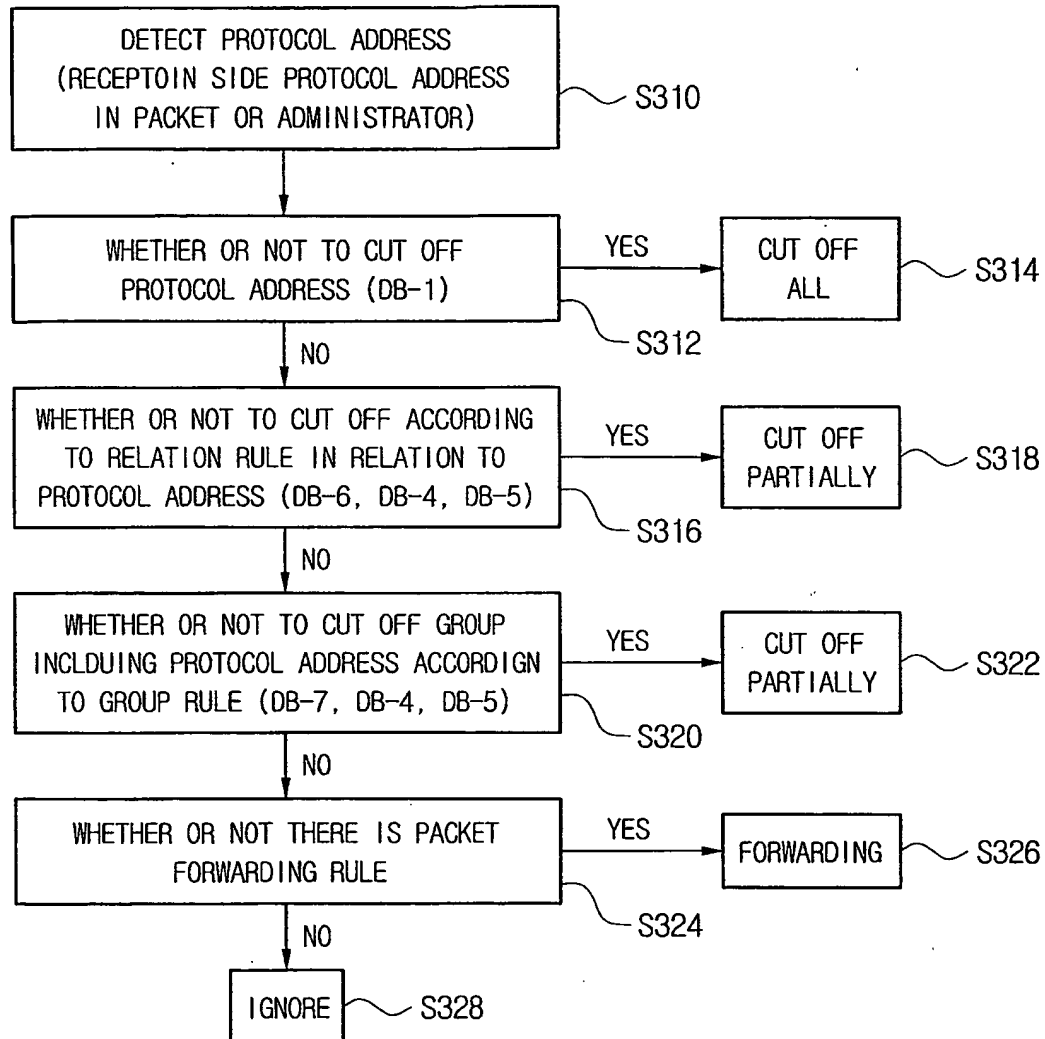 DETECT PROTOCOL ADDRESS
(RECEPTOIN SIDE PROTOCOL ADDRESS
IN PACKET OR ADMINISTRATOR)
S310
WHETHER OR NOT TO CUT OFF
PROTOCOL ADDRESS (DB-1)
S312
YES
CUT OFF
ALL
S314
NO
WHETHER OR NOT TO CUT OFF ACCORDING
TO RELATION RULE IN RELATION TO
PROTOCOL ADDRESS (DB-6, DB-4, DB-5)
S316
YES
CUT OFF
PARTIALLY
S318
NO
WHETHER OR NOT TO CUT OFF GROUP
INCLDUING PROTOCOL ADDRESS ACCORDIGN
TO GROUP RULE (DB-7, DB-4, DB-5)
S320
YES
CUT OFF
PARTIALLY
S322
NO
WHETHER OR NOT THERE IS PACKET
FORWARDING RULE
S324
YES
FORWARDING
S326
NO
IGNORE
S328